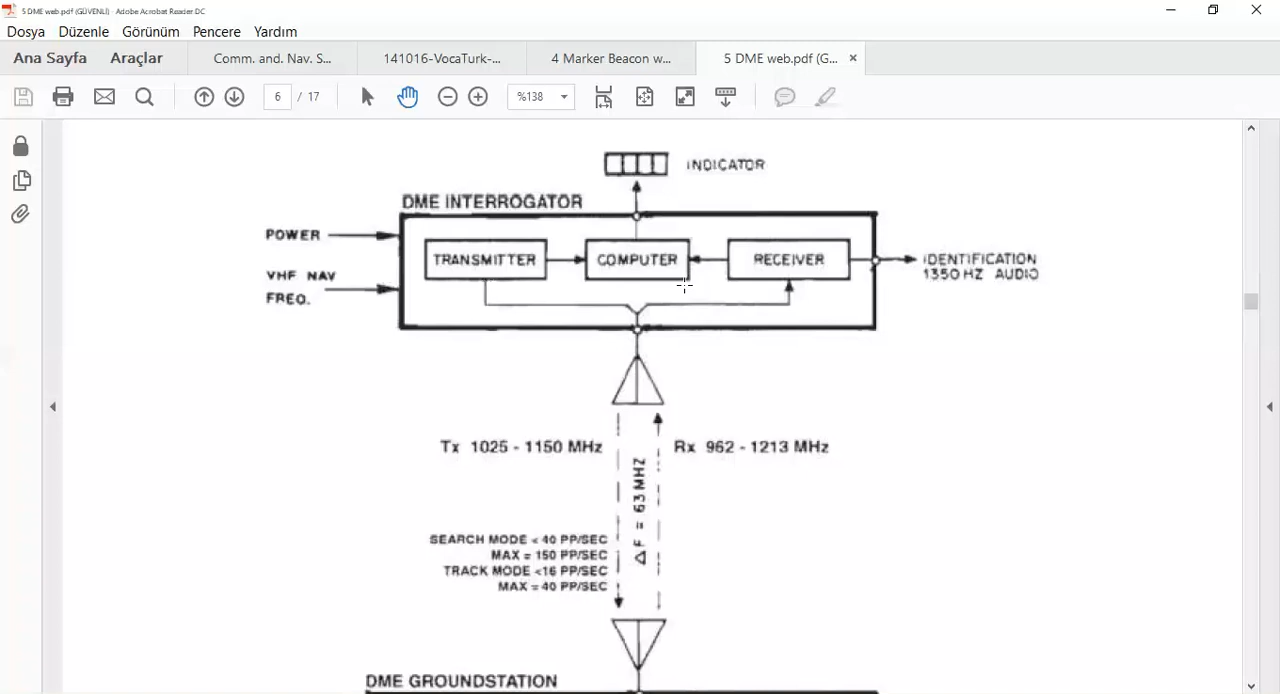 5 DME web.pdf (GÜVENLİ) - Adobe Acrobat Reader DC
Dosya Düzenle Görünüm Pencere Yardım
Ana Sayfa Araçlar Comm. and. Nav. S... 141016-VocaTurk-... 4 Marker Beacon w... 5 DME web.pdf (G... ×
6 / 17 %138
INDICATOR
DME INTERROGATOR
POWER
TRANSMITTER COMPUTER RECEIVER
IDENTIFICATION
1350 HZ AUDIO
VHF NAV
FREQ.
Tx 1025 - 1150 MHz Rx 962 - 1213 MHz
Δ F = 63 MHZ
SEARCH MODE < 40 PP/SEC
MAX = 150 PP/SEC
TRACK MODE <16 PP/SEC
MAX = 40 PP/SEC
DME GROUNDSTATION